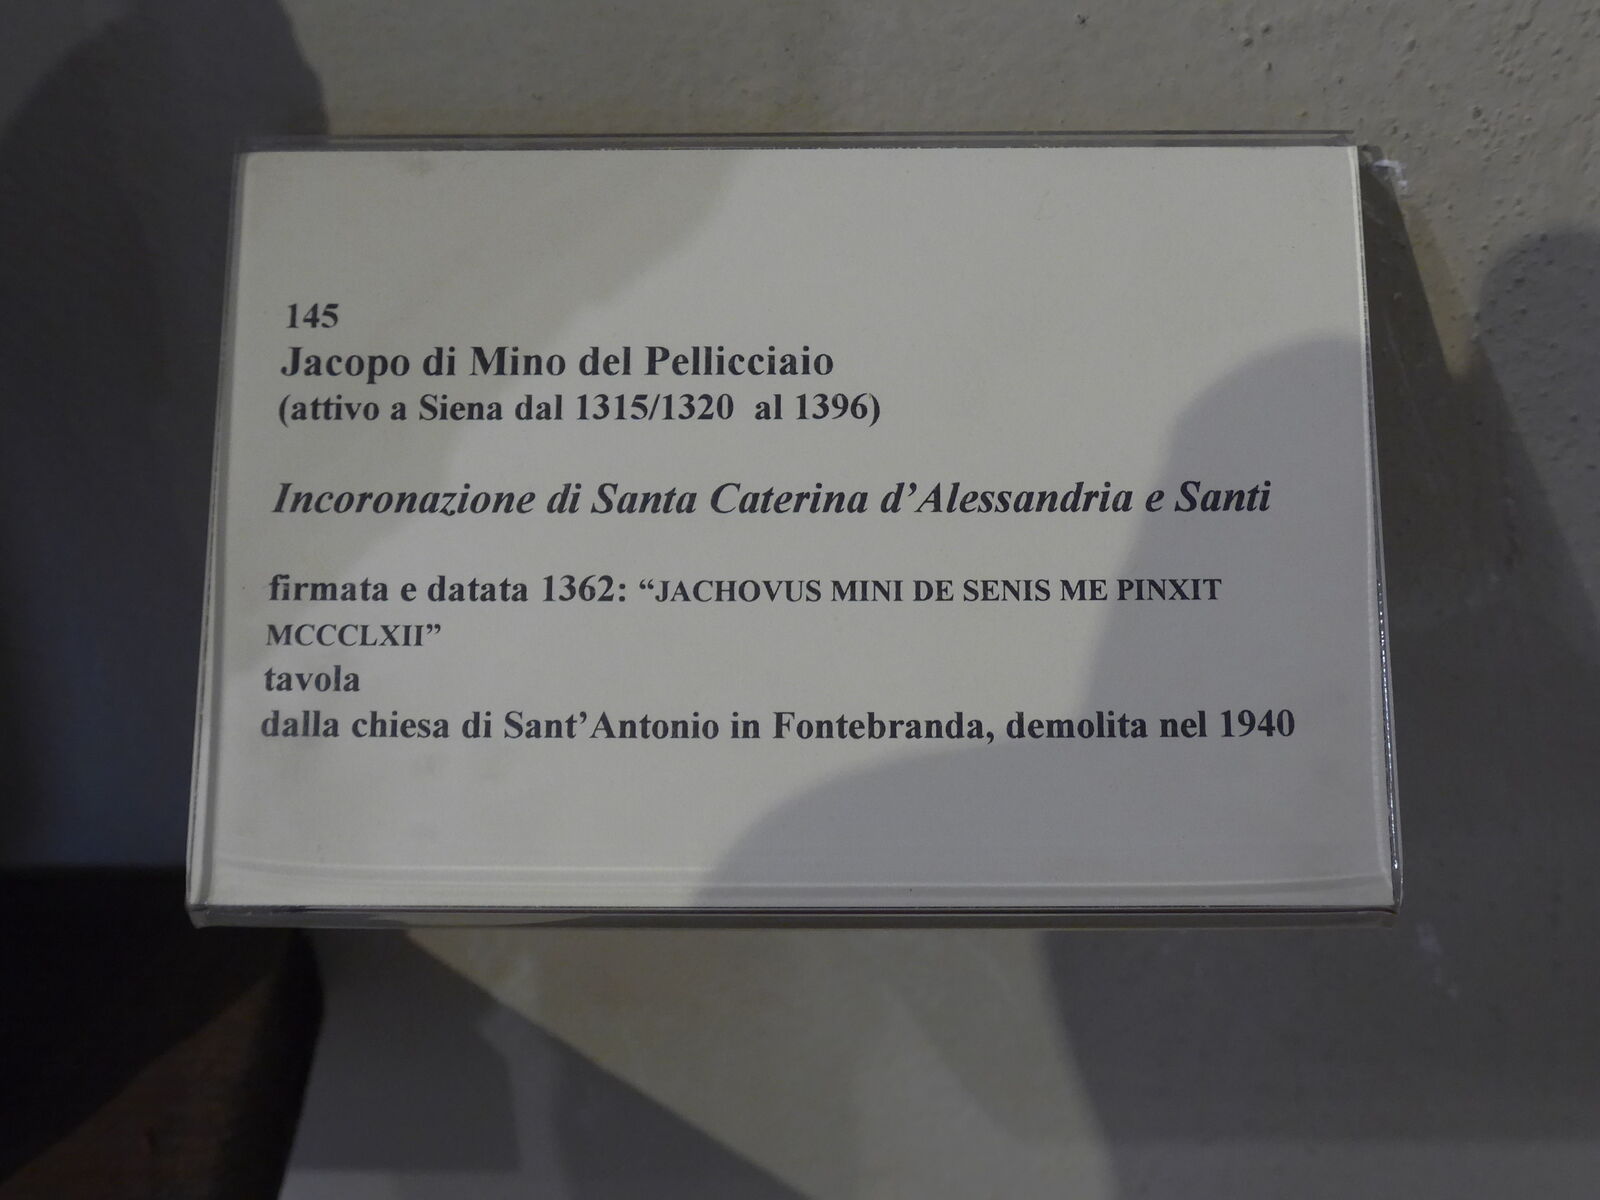 145
Jacopo di Mino del Pellicciaio
(attivo a Siena dal 1315/1320 al 1396)
Incoronazione di Santa Caterina d’Alessandria e Santi
firmata e datata 1362: “JACHOVUS MINI DE SENIS ME PINXIT
MCCCLXII”
tavola
dalla chiesa di Sant’Antonio in Fontebranda, demolita nel 1940